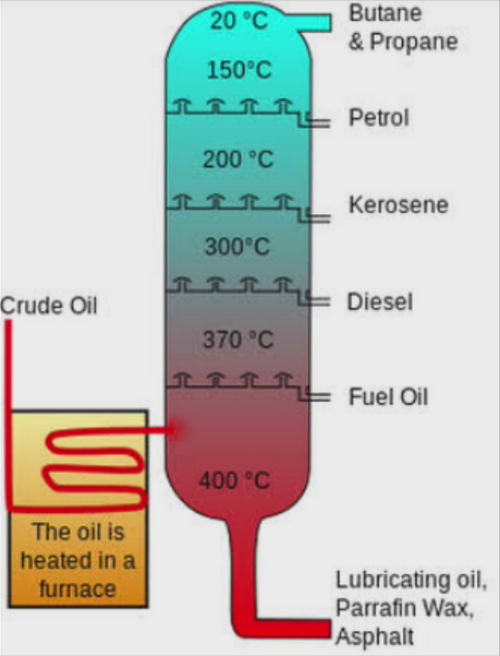 20 °C
Butane
& Propane
150°C
Petrol
200 °C
Kerosene
300°C
Diesel
Crude Oil
370 °C
Fuel Oil
400 °C
The oil is
heated in a
furnace
Lubricating oil,
Parrafin Wax,
Asphalt